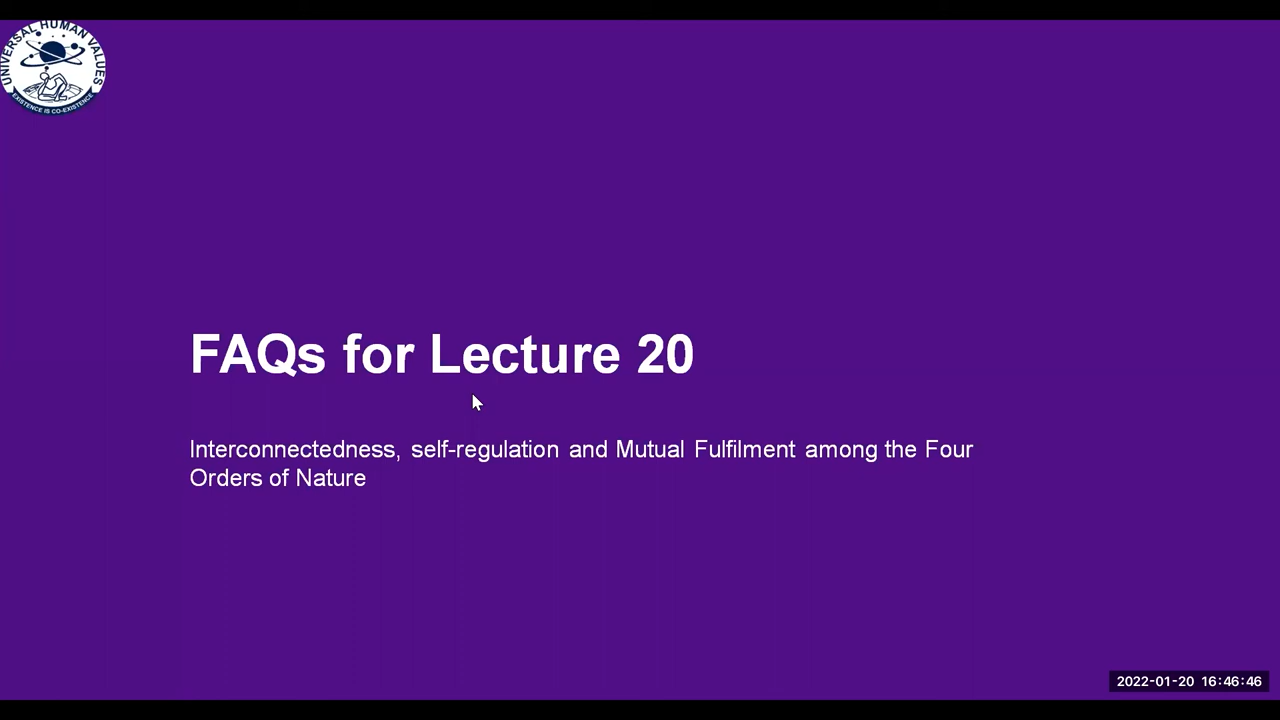 UNIVERSAL HUMAN VALUES
EXISTENCE IS CO-EXISTENCE
FAQs for Lecture 20
Interconnectedness, self-regulation and Mutual Fulfilment among the Four
Orders of Nature
2022-01-20 16:46:46